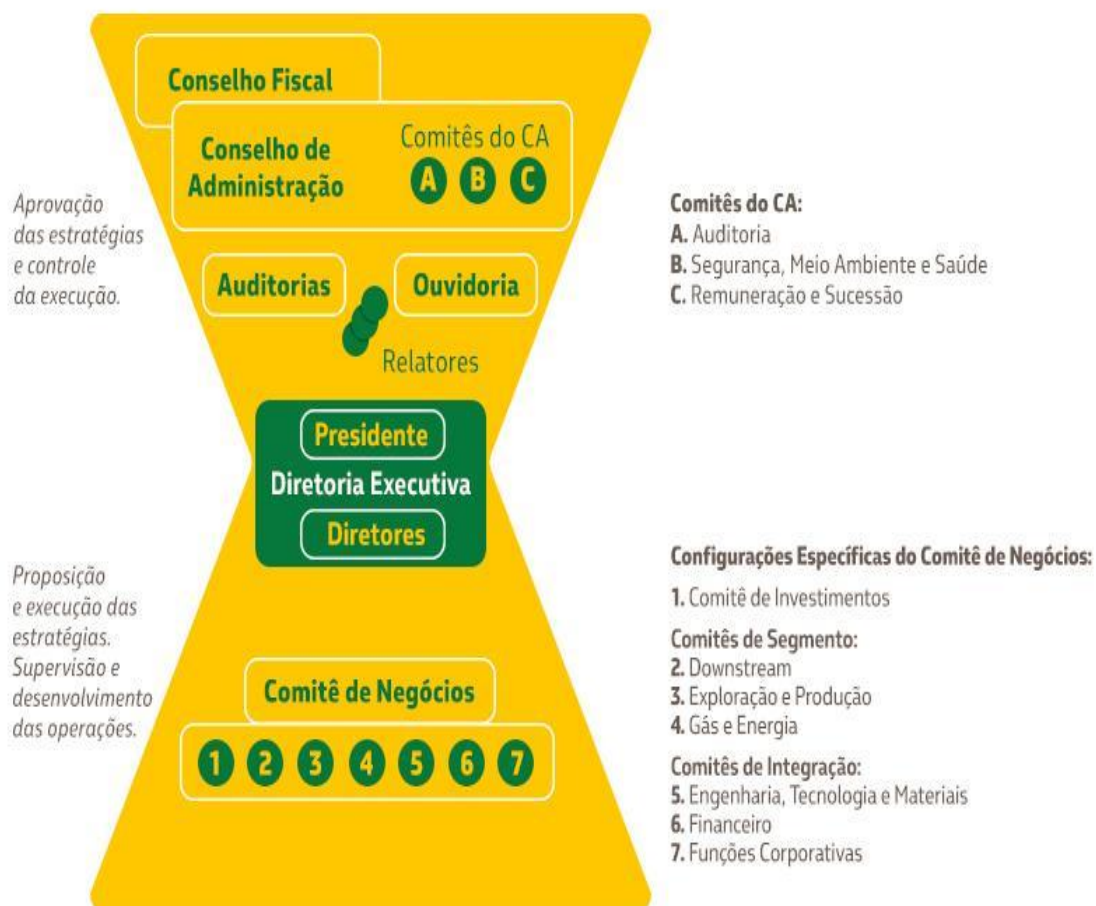 Conselho Fiscal
Conselho de
Administração
Comitês do CA
A B C
Aprovação
das estratégias
e controle
da execução.
Auditorias
Ouvidoria
Relatores
Presidente
Diretoria Executiva
Diretores
Proposição
e execução das
estratégias.
Supervisão e
desenvolvimento
das operações.
Comitê de Negócios
1 2 3 4 5 6 7
Comitês do CA:
A. Auditoria
B. Segurança, Meio Ambiente e Saúde
C. Remuneração e Sucessão
Configurações Específicas do Comitê de Negócios:
1. Comitê de Investimentos
Comitês de Segmento:
2. Downstream
3. Exploração e Produção
4. Gás e Energia
Comitês de Integração:
5. Engenharia, Tecnologia e Materiais
6. Financeiro
7. Funções Corporativas